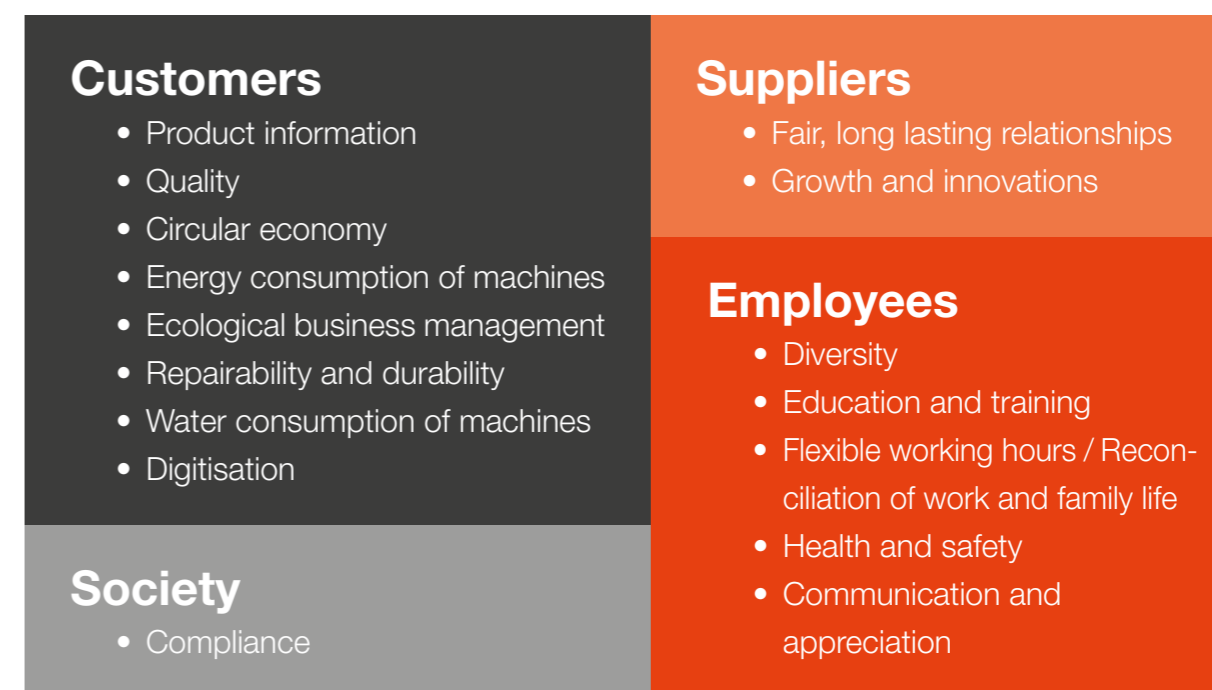 Customers
• Product information
• Quality
• Circular economy
• Energy consumption of machines
• Ecological business management
• Repairability and durability
• Water consumption of machines
• Digitisation
Society
• Compliance
Suppliers
• Fair, long lasting relationships
• Growth and innovations
Employees
• Diversity
• Education and training
• Flexible working hours / Recon-
ciliation of work and family life
• Health and safety
• Communication and
appreciation